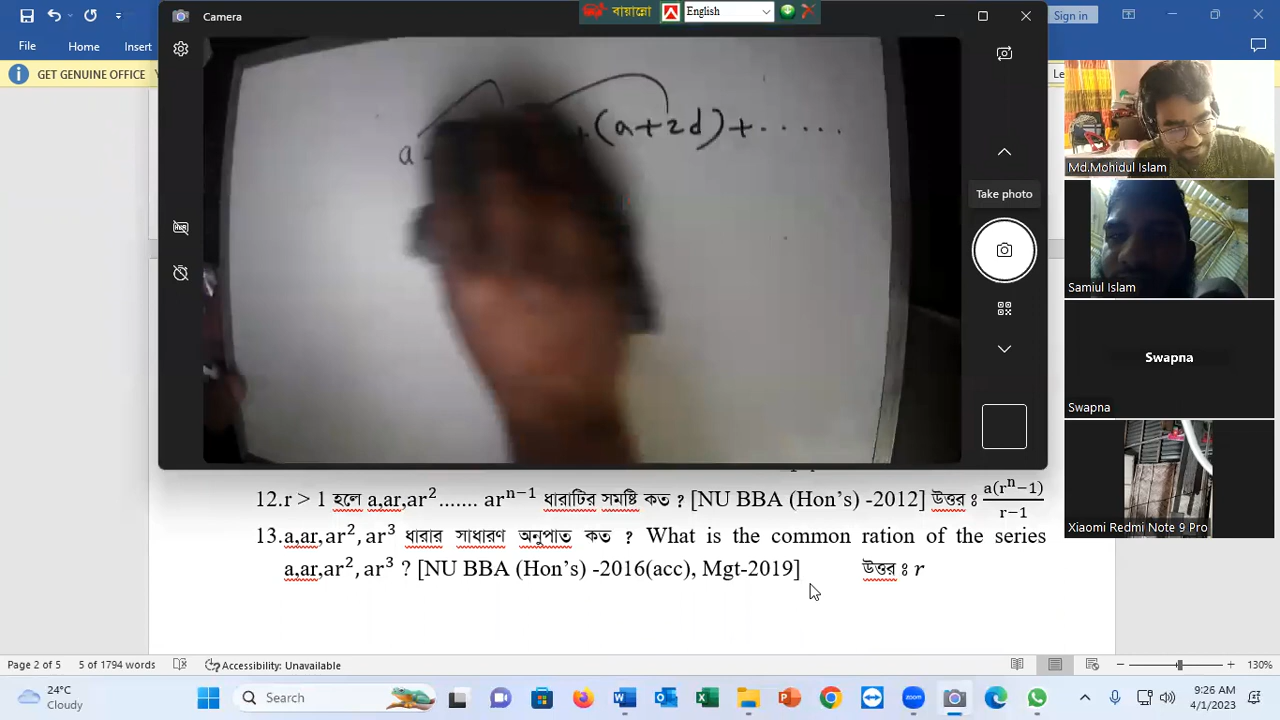 Camera
বায়ান্নো
English
Sign in
File
Home
Insert
GET GENUINE OFFICE
a
(a+2d)+.....
Take photo
Md.Mohidul Islam
Samiul Islam
Swapna
Swapna
Xiaomi Redmi Note 9 Pro
12.r > 1 হলে a,ar,ar²....... arⁿ⁻¹ ধারাটির সমষ্টি কত ? [NU BBA (Hon's) -2012] উত্তর ঃ a(rⁿ−1)/r−1
13.a,ar,ar²,ar³ ধারার সাধারণ অনুপাত কত ? What is the common ration of the series
a,ar,ar²,ar³ ? [NU BBA (Hon's) -2016(acc), Mgt-2019] উত্তর ঃ r
Page 2 of 5
5 of 1794 words
Accessibility: Unavailable
130%
24°C
Cloudy
Search
9:26 AM
4/1/2023